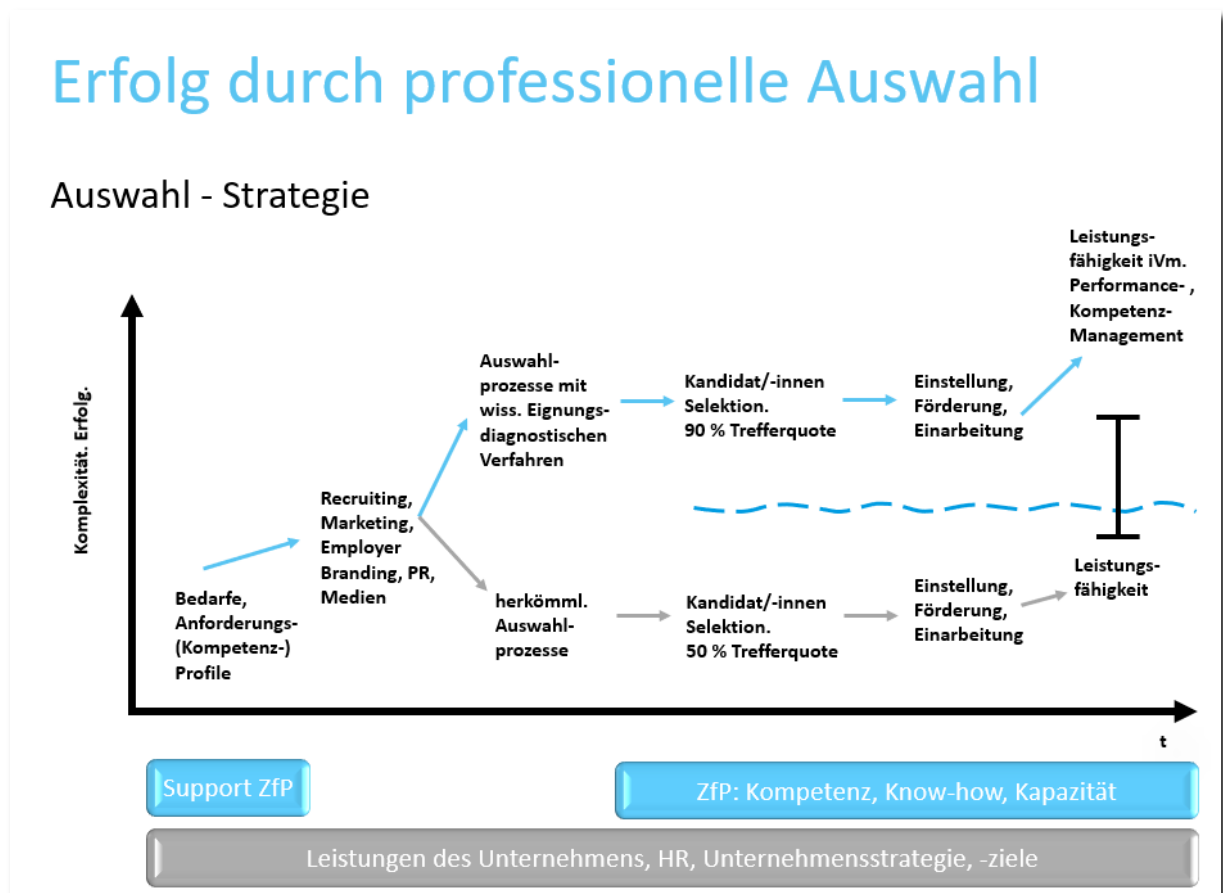 Erfolg durch professionelle Auswahl
Auswahl - Strategie
Komplexität. Erfolg.
Bedarfe,
Anforderungs-
(Kompetenz-)
Profile
Recruiting,
Marketing,
Employer
Branding, PR,
Medien
Auswahl-
prozesse mit
wiss. Eignungs-
diagnostischen
Verfahren
Kandidat/-innen
Selektion.
90 % Trefferquote
Einstellung,
Förderung,
Einarbeitung
Leistungs-
fähigkeit iVm.
Performance- ,
Kompetenz-
Management
herkömml.
Auswahl-
prozesse
Kandidat/-innen
Selektion.
50 % Trefferquote
Einstellung,
Förderung,
Einarbeitung
Leistungs-
fähigkeit
t
Support ZfP
ZfP: Kompetenz, Know-how, Kapazität
Leistungen des Unternehmens, HR, Unternehmensstrategie, -ziele